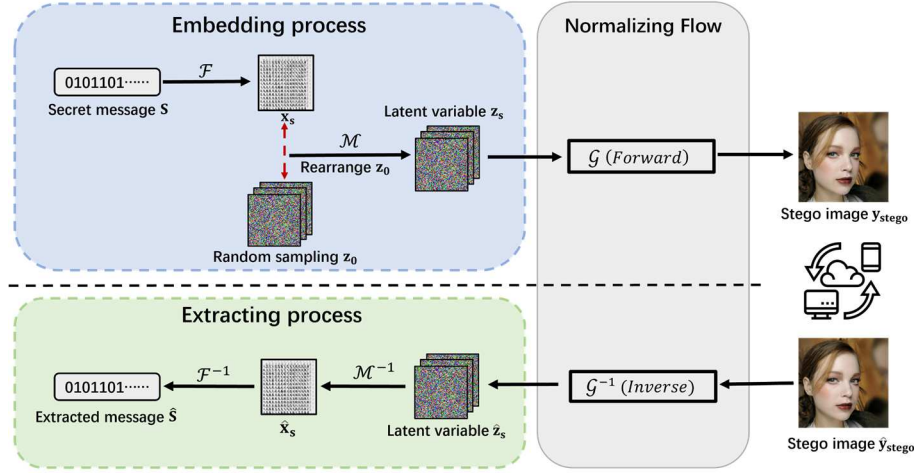 Embedding process
Normalizing Flow
0101101······
ℱ
Secret message S
x_s
Latent variable z_s
ℳ
Rearrange z_0
𝒢 (Forward)
Stego image y_stego
Random sampling z_0
Extracting process
0101101······
ℱ⁻¹
ℳ⁻¹
𝒢⁻¹ (Inverse)
Extracted message Ŝ
x̂_s
Latent variable ẑ_s
Stego image ŷ_stego